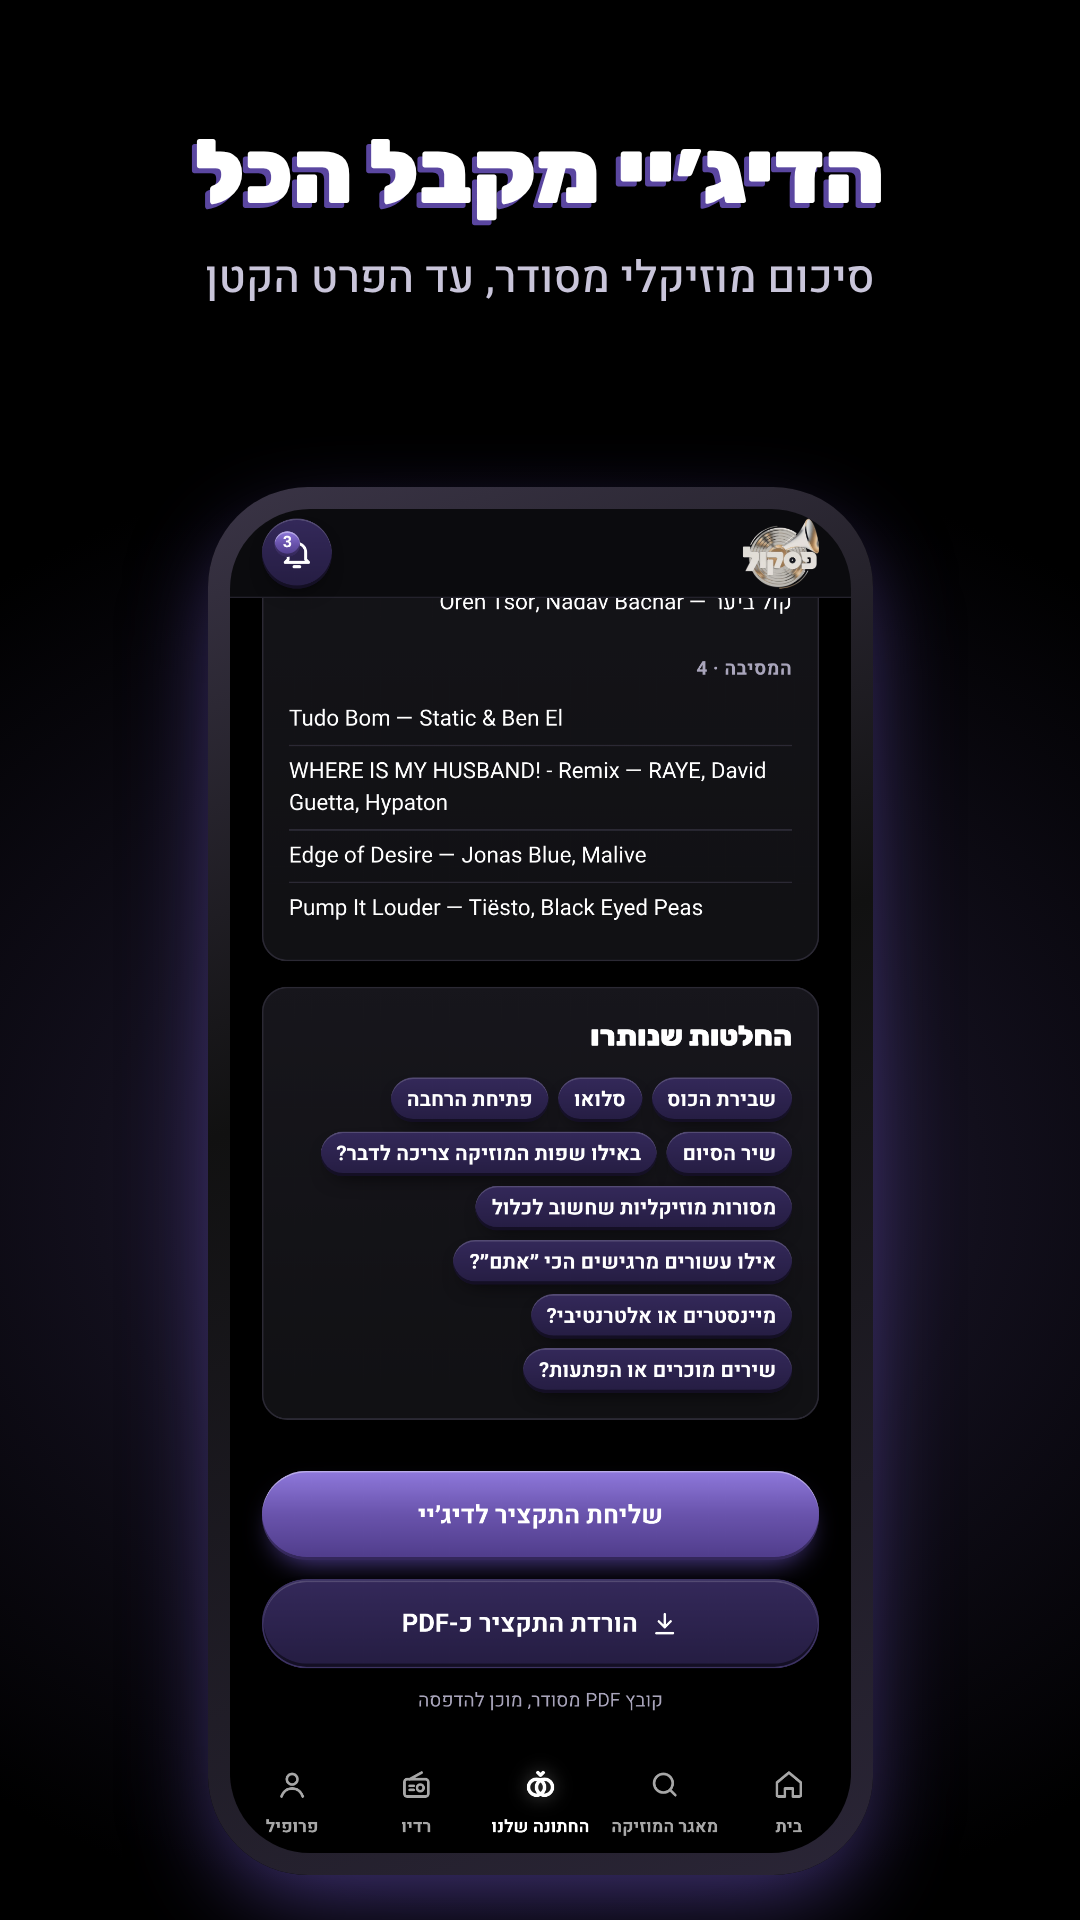 הדיג׳יי מקבל הכל
סיכום מוזיקלי מסודר, עד הפרט הקטן
פסקול
3
קול ביער — Oren Tsor, Nadav Bachar
המסיבה · 4
Tudo Bom — Static & Ben El
WHERE IS MY HUSBAND! - Remix — RAYE, David
Guetta, Hypaton
Edge of Desire — Jonas Blue, Malive
Pump It Louder — Tiësto, Black Eyed Peas
החלטות שנותרו
שבירת הכוס
סלואו
פתיחת הרחבה
שיר הסיום
באילו שפות המוזיקה צריכה לדבר?
מסורות מוזיקליות שחשוב לכלול
אילו עשורים מרגישים הכי ״אתם״?
מיינסטרים או אלטרנטיבי?
שירים מוכרים או הפתעות?
שליחת התקציר לדיג׳יי
הורדת התקציר כ-PDF
קובץ PDF מסודר, מוכן להדפסה
בית
מאגר המוזיקה
החתונה שלנו
רדיו
פרופיל